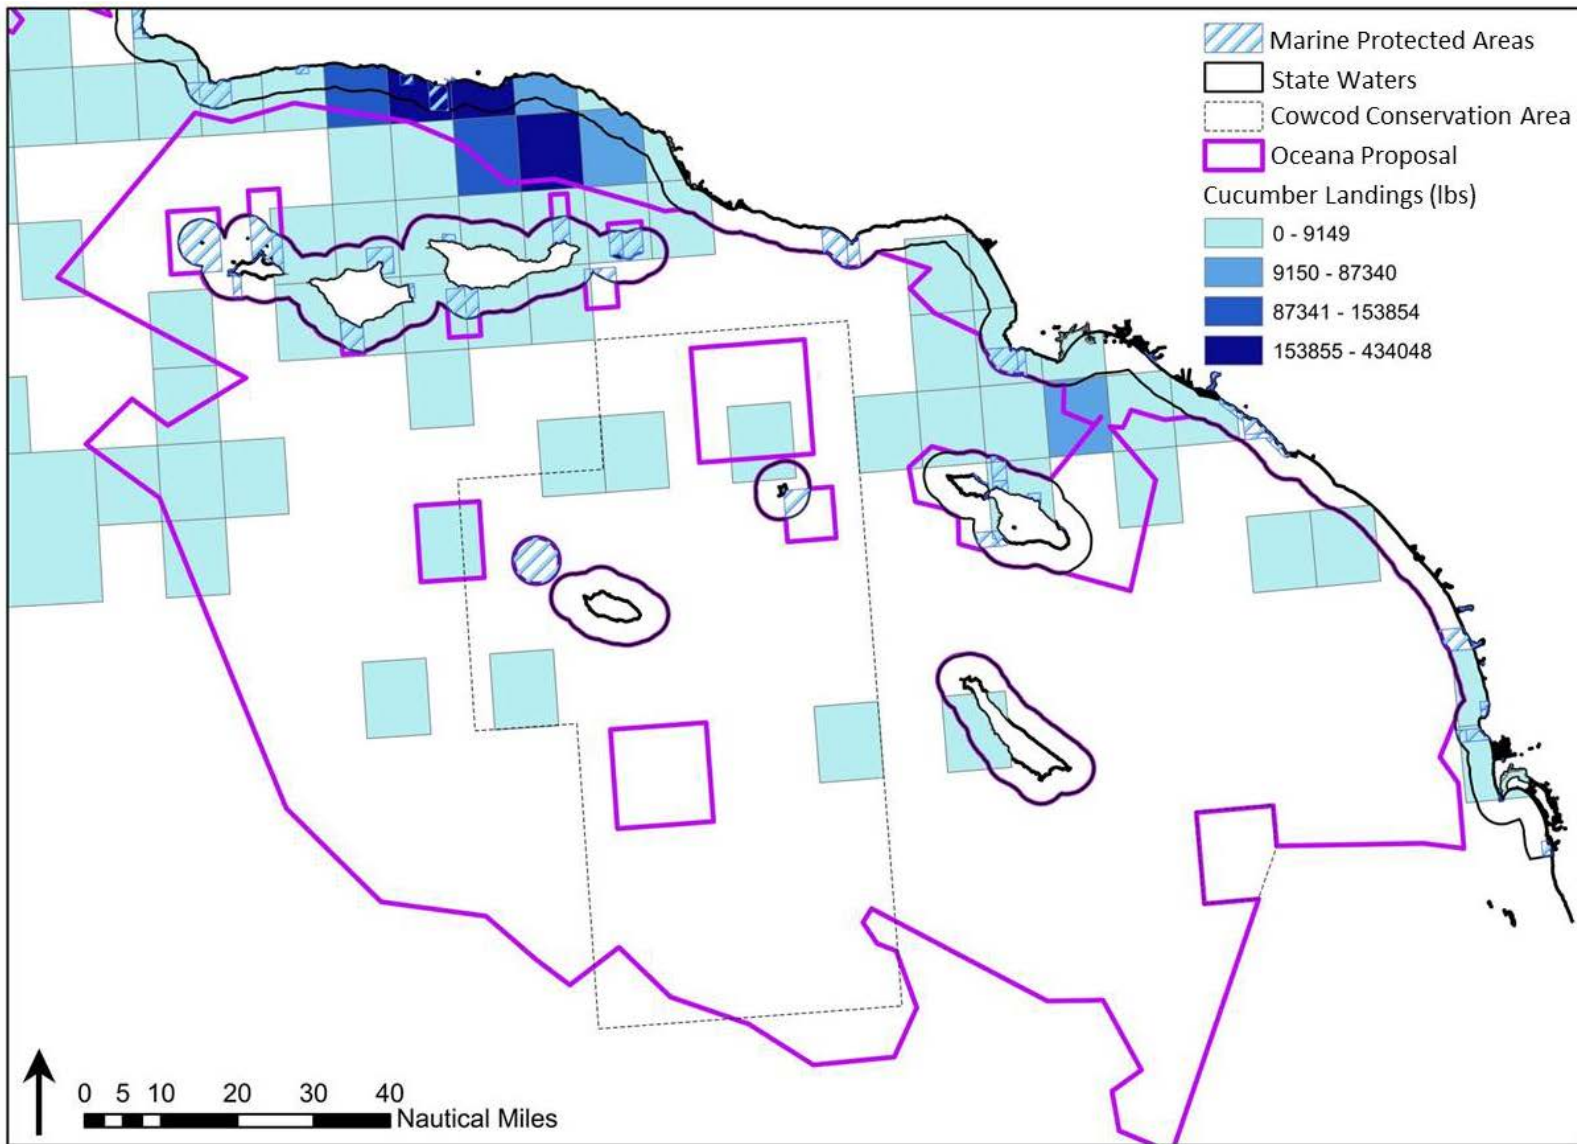 Marine Protected Areas
State Waters
Cowcod Conservation Area
Oceana Proposal
Cucumber Landings (lbs)
0 - 9149
9150 - 87340
87341 - 153854
153855 - 434048
0 5 10 20 30 40
Nautical Miles